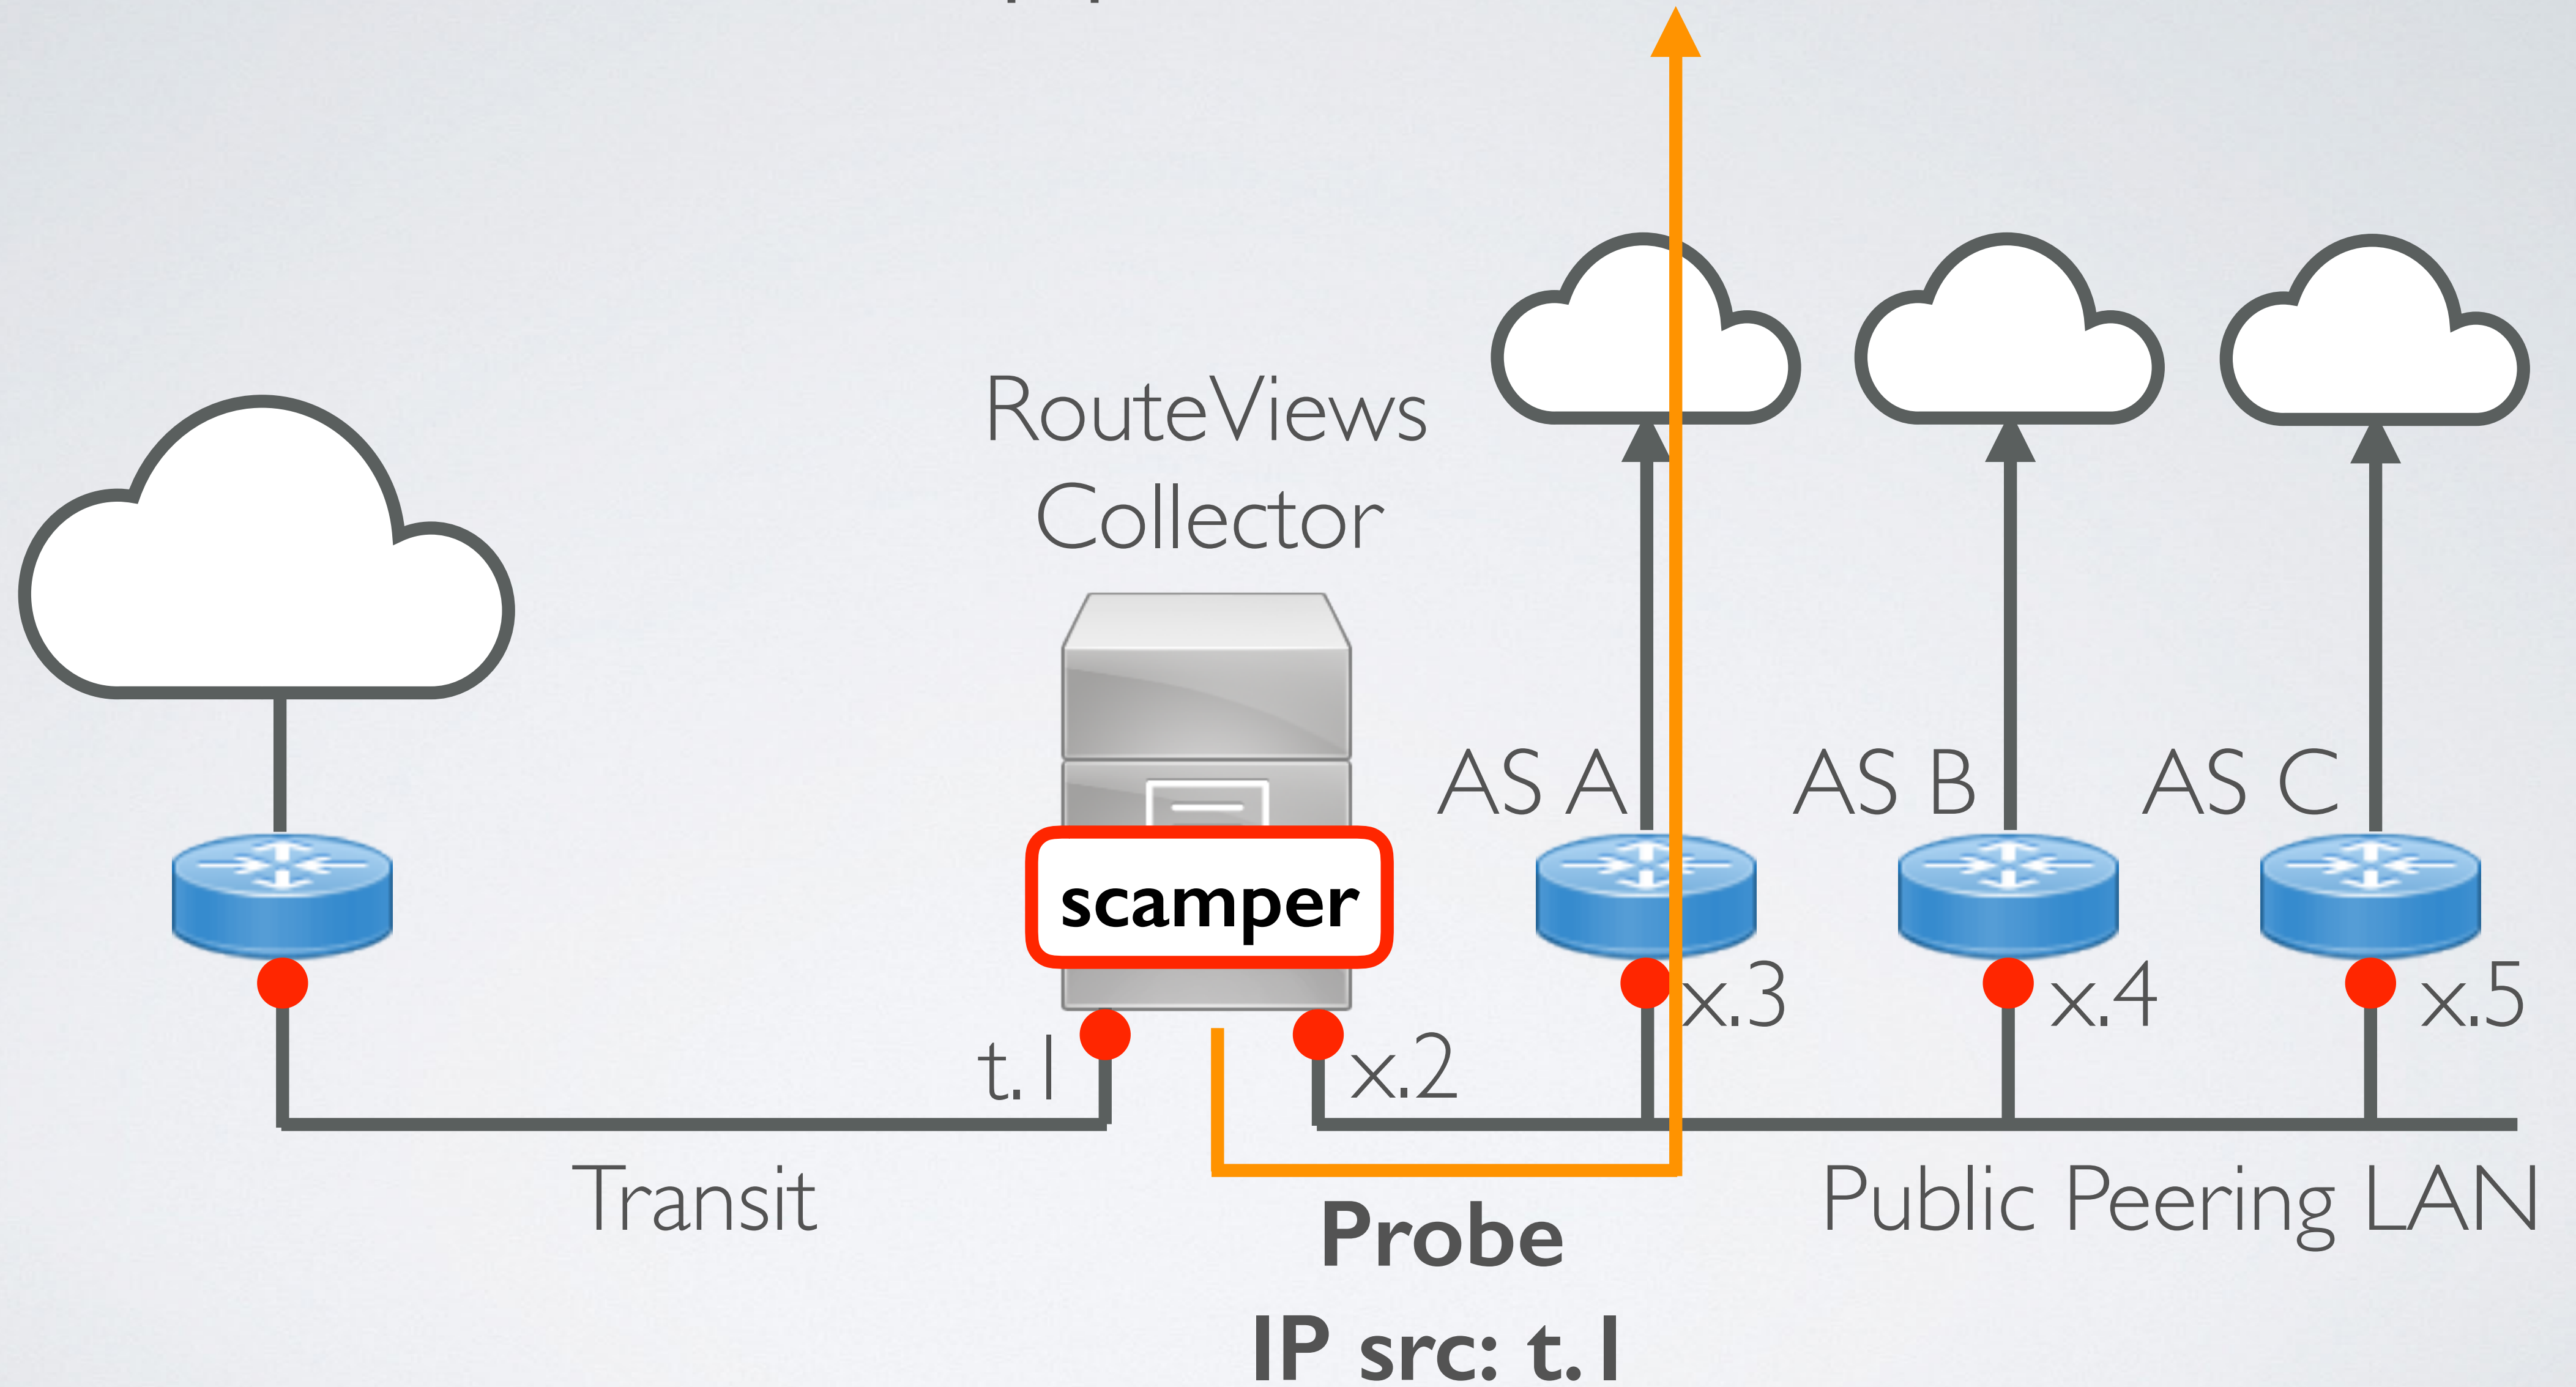 RouteViews
Collector
AS A
AS B
AS C
scamper
x.3
x.4
x.5
t.1
x.2
Transit
Public Peering LAN
Probe
IP src: t.1